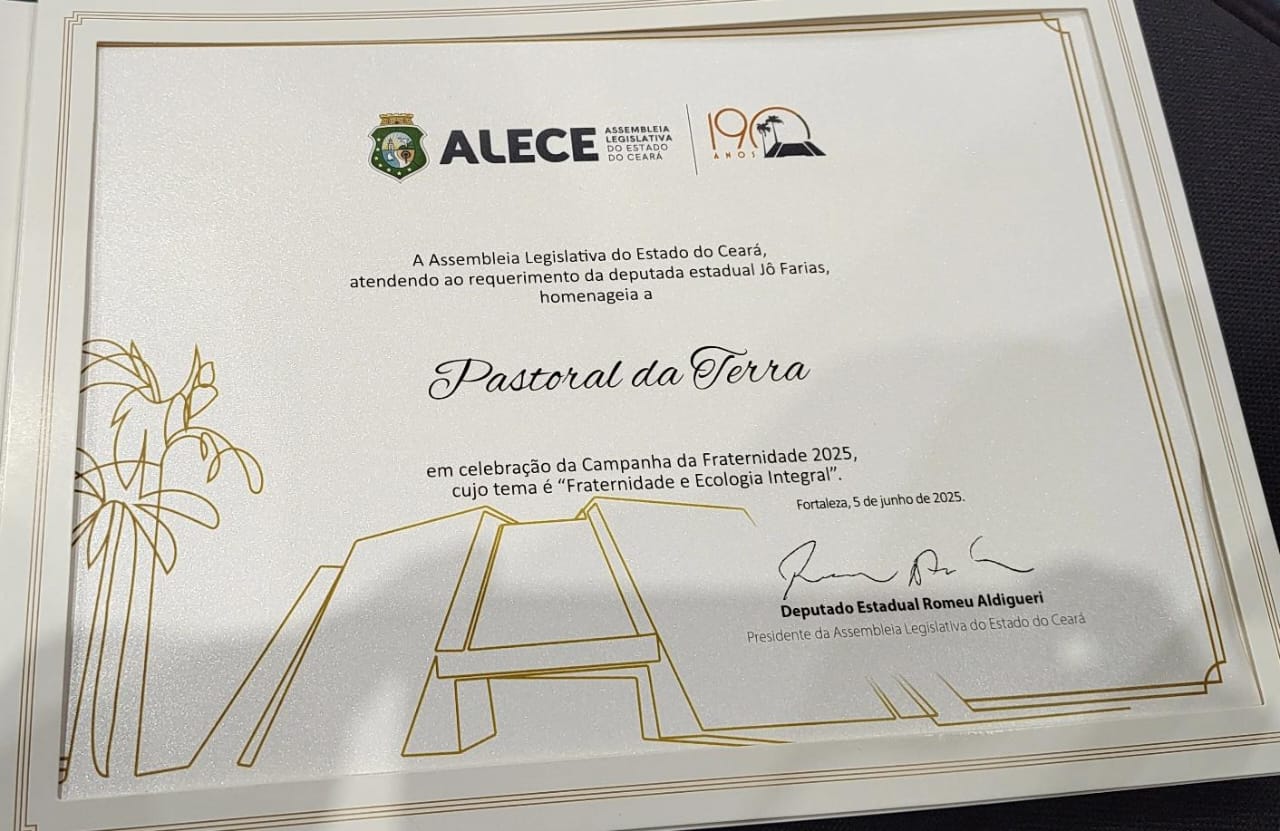 ALECE
ASSEMBLEIA
LEGISLATIVA
DO ESTADO
DO CEARÁ
190
ANOS
A Assembleia Legislativa do Estado do Ceará,
atendendo ao requerimento da deputada estadual Jô Farias,
homenageia a
Pastoral da Terra
em celebração da Campanha da Fraternidade 2025,
cujo tema é “Fraternidade e Ecologia Integral”.
Fortaleza, 5 de junho de 2025.
Deputado Estadual Romeu Aldigueri
Presidente da Assembleia Legislativa do Estado do Ceará